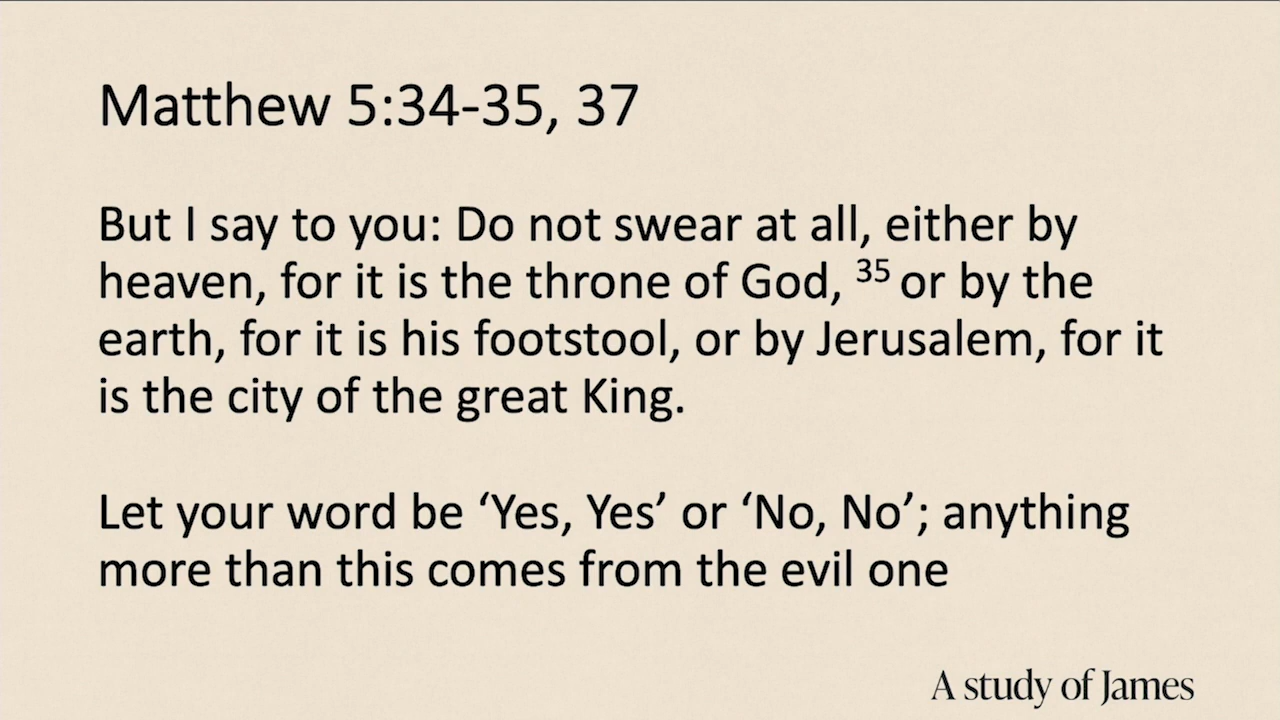 Matthew 5:34-35, 37
But I say to you: Do not swear at all, either by
heaven, for it is the throne of God, 35 or by the
earth, for it is his footstool, or by Jerusalem, for it
is the city of the great King.
Let your word be ‘Yes, Yes’ or ‘No, No’; anything
more than this comes from the evil one
A study of James